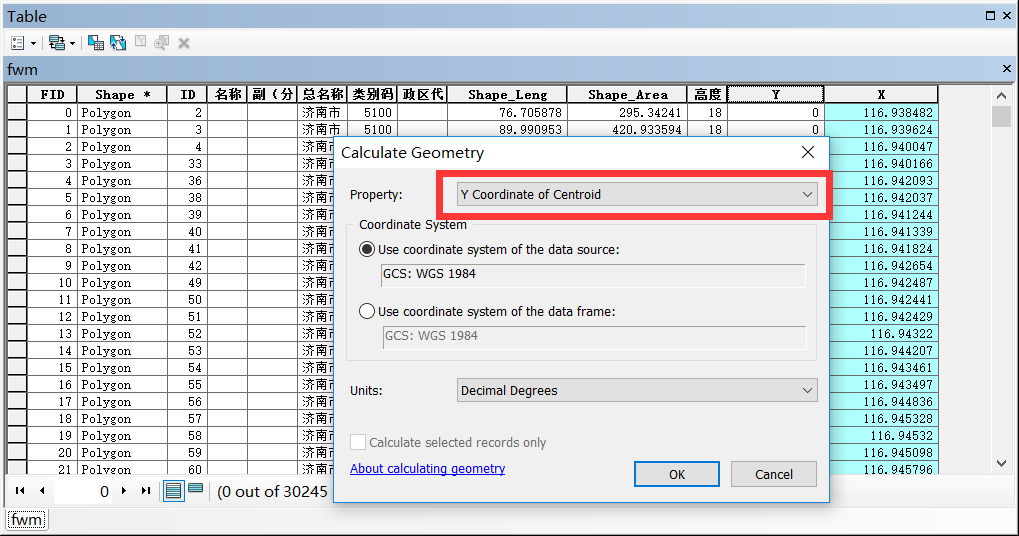 Table
fwm
FID Shape * ID 名称 副（分 总名称 类别码 政区代 Shape_Leng Shape_Area 高度 Y X
0 Polygon 2 济南市 5100 76.705878 295.34241 18 0 116.938482
1 Polygon 3 济南市 5100 89.990953 420.933594 18 0 116.939624
2 Polygon 4 济南市 116.940047
3 Polygon 33 济南市 116.940166
4 Polygon 36 济南市 116.942093
5 Polygon 38 济南市 116.942037
6 Polygon 39 济南市 116.941244
7 Polygon 40 济南市 116.941339
8 Polygon 41 济南市 116.941824
9 Polygon 42 济南市 116.942654
10 Polygon 49 济南市 116.942487
11 Polygon 50 济南市 116.942441
12 Polygon 51 济南市 116.942429
13 Polygon 52 济南市 116.94322
14 Polygon 53 济南市 116.944207
15 Polygon 54 济南市 116.943461
16 Polygon 55 济南市 116.943497
17 Polygon 56 济南市 116.944836
18 Polygon 57 济南市 116.945328
19 Polygon 58 济南市 116.94532
20 Polygon 59 济南市 116.945098
21 Polygon 60 济南市 116.945796
Calculate Geometry
Property: Y Coordinate of Centroid
Coordinate System
Use coordinate system of the data source:
GCS: WGS 1984
Use coordinate system of the data frame:
GCS: WGS 1984
Units: Decimal Degrees
Calculate selected records only
About calculating geometry
OK Cancel
0 (0 out of 30245
fwm